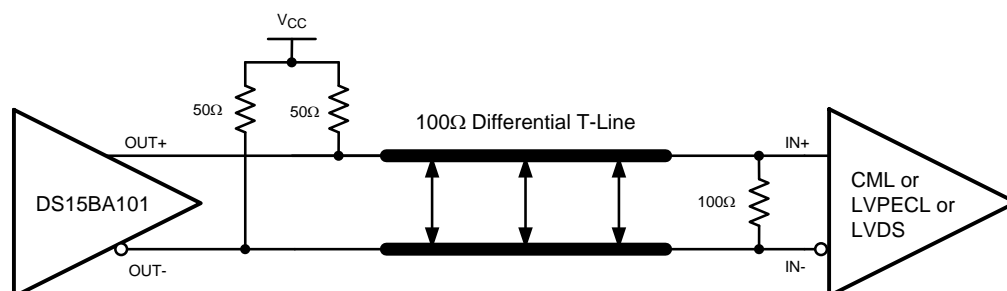 VCC
50Ω
50Ω
100Ω Differential T-Line
OUT+
IN+
DS15BA101
100Ω
CML or
LVPECL or
LVDS
OUT-
IN-